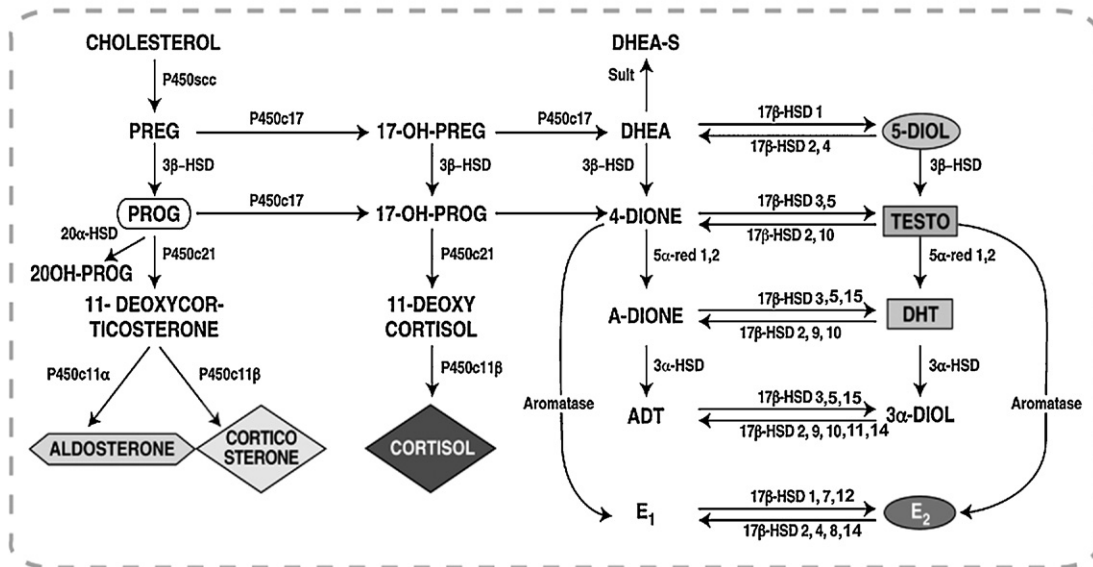 CHOLESTEROL
DHEA-S
P450scc
Sult
PREG
P450c17
17-OH-PREG
P450c17
DHEA
17β-HSD 1
17β-HSD 2, 4
5-DIOL
3β-HSD
3β-HSD
3β-HSD
3β-HSD
PROG
P450c17
17-OH-PROG
4-DIONE
17β-HSD 3,5
17β-HSD 2, 10
TESTO
20α-HSD
P450c21
P450c21
5α-red 1,2
5α-red 1,2
20OH-PROG
11- DEOXYCOR-
TICOSTERONE
11-DEOXY
CORTISOL
A-DIONE
17β-HSD 3,5,15
17β-HSD 2, 9, 10
DHT
P450c11α
P450c11β
P450c11β
3α-HSD
3α-HSD
Aromatase
Aromatase
ADT
17β-HSD 3,5,15
17β-HSD 2, 9, 10,11,14
3α-DIOL
ALDOSTERONE
CORTICO
STERONE
CORTISOL
E1
17β-HSD 1,7,12
17β-HSD 2, 4, 8,14
E2